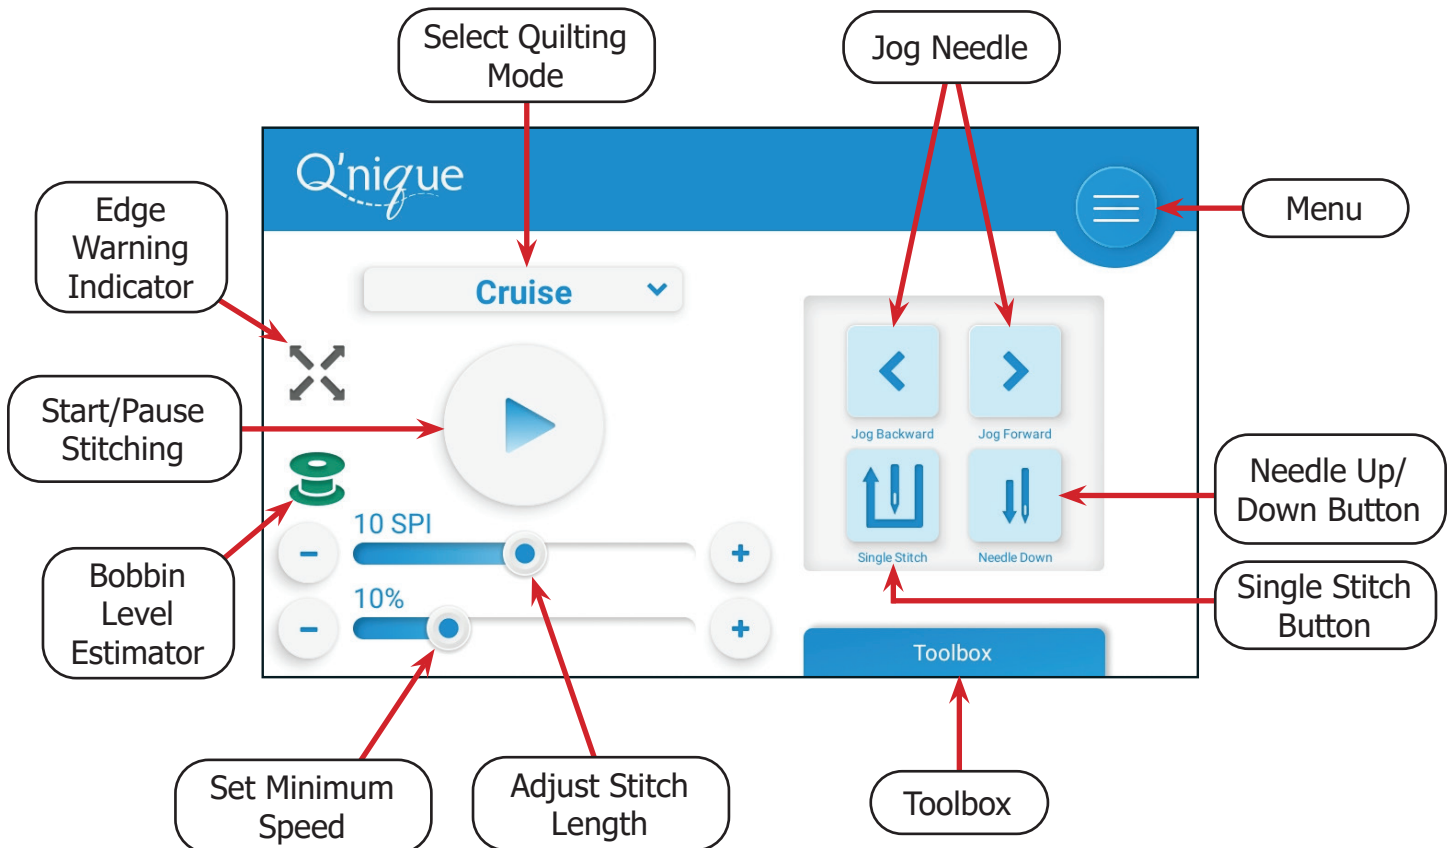 Select Quilting
Mode
Jog Needle
Q'nique
Menu
Edge
Warning
Indicator
Cruise
Start/Pause
Stitching
Jog Backward
Jog Forward
Needle Up/
Down Button
10 SPI
Single Stitch
Needle Down
Bobbin
Level
Estimator
10%
Single Stitch
Button
Toolbox
Set Minimum
Speed
Adjust Stitch
Length
Toolbox